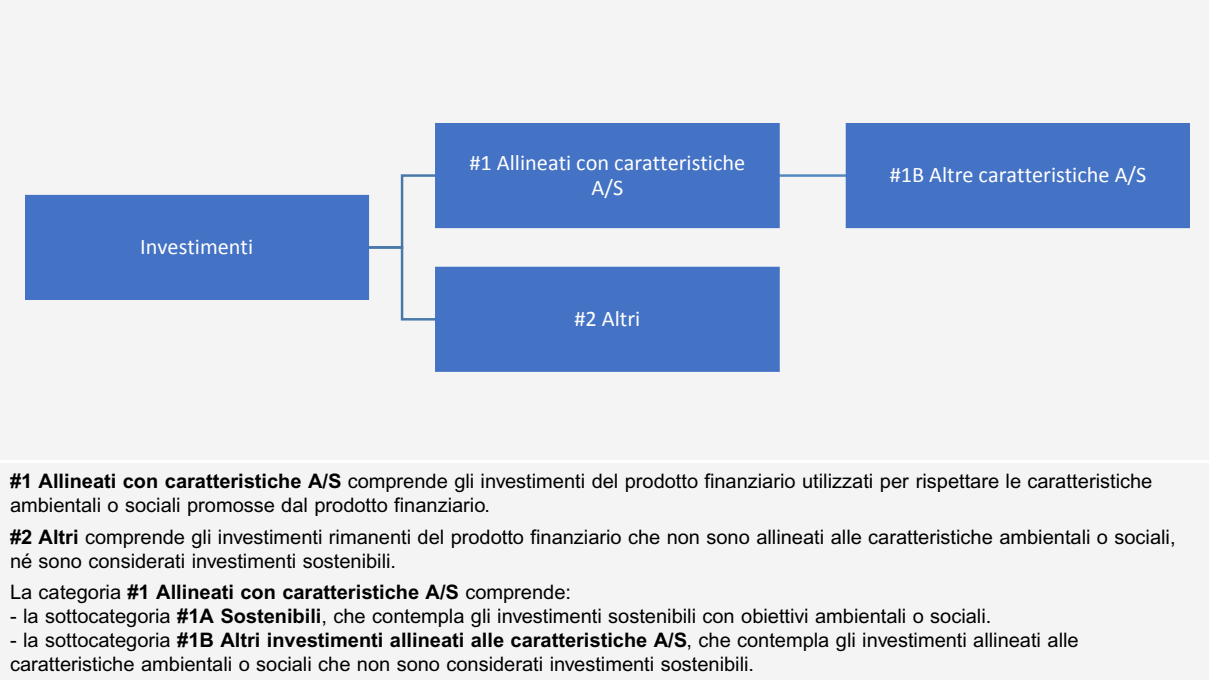 #1 Allineati con caratteristiche
A/S
#1B Altre caratteristiche A/S
Investimenti
#2 Altri
#1 Allineati con caratteristiche A/S comprende gli investimenti del prodotto finanziario utilizzati per rispettare le caratteristiche
ambientali o sociali promosse dal prodotto finanziario.
#2 Altri comprende gli investimenti rimanenti del prodotto finanziario che non sono allineati alle caratteristiche ambientali o sociali,
né sono considerati investimenti sostenibili.
La categoria #1 Allineati con caratteristiche A/S comprende:
- la sottocategoria #1A Sostenibili, che contempla gli investimenti sostenibili con obiettivi ambientali o sociali.
- la sottocategoria #1B Altri investimenti allineati alle caratteristiche A/S, che contempla gli investimenti allineati alle
caratteristiche ambientali o sociali che non sono considerati investimenti sostenibili.